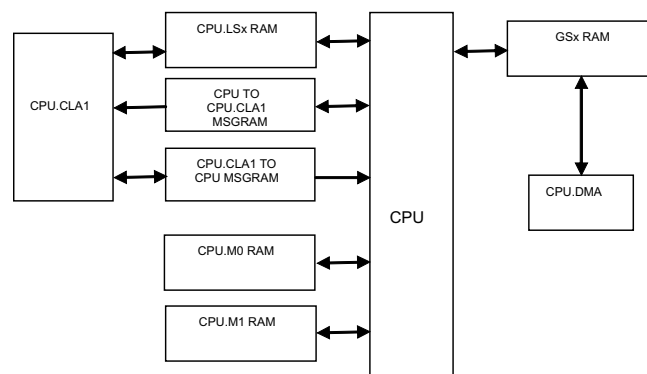 CPU.LSx RAM
GSx RAM
CPU.CLA1
CPU TO
CPU.CLA1
MSGRAM
CPU.CLA1 TO
CPU MSGRAM
CPU
CPU.DMA
CPU.M0 RAM
CPU.M1 RAM